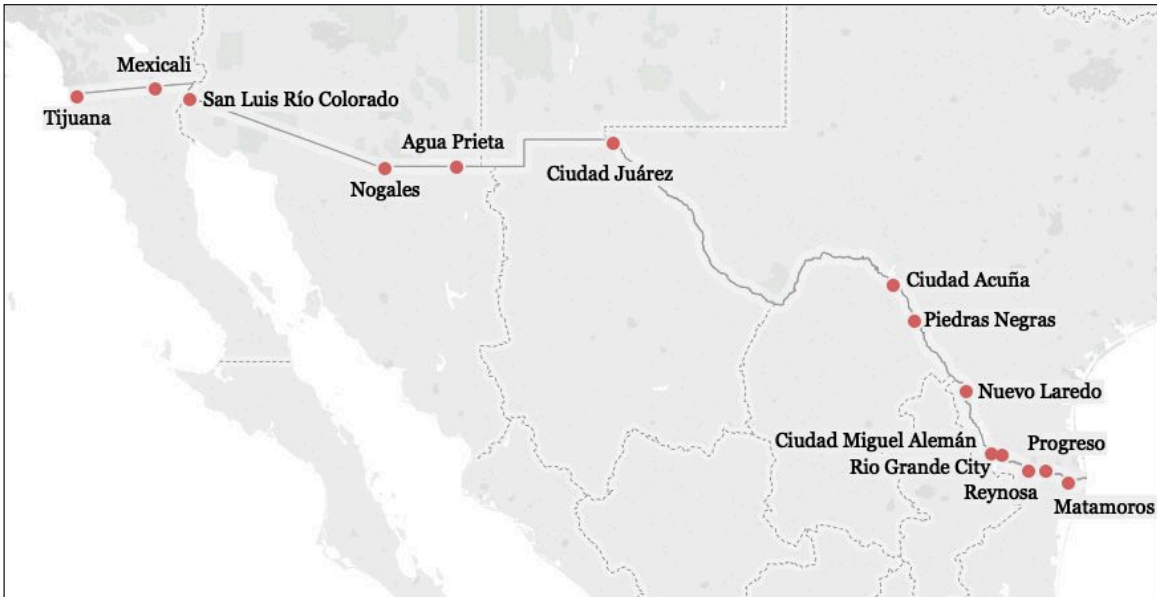 Mexicali
San Luis Río Colorado
Tijuana
Agua Prieta
Nogales
Ciudad Juárez
Ciudad Acuña
Piedras Negras
Nuevo Laredo
Ciudad Miguel Alemán
Progreso
Rio Grande City
Reynosa
Matamoros